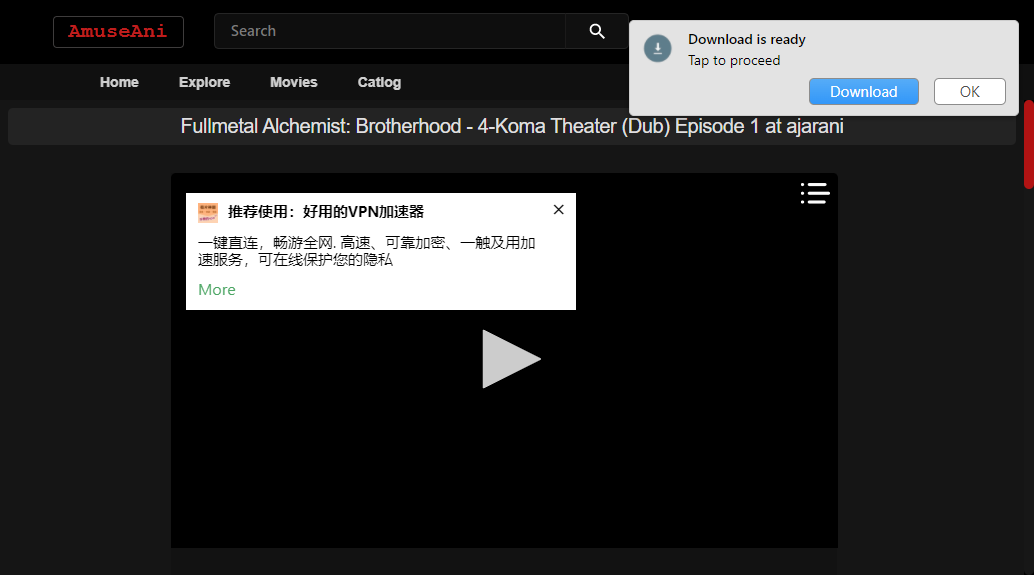 AmuseAni
Search
Download is ready
Tap to proceed
Download
OK
Home
Explore
Movies
Catlog
Fullmetal Alchemist: Brotherhood - 4-Koma Theater (Dub) Episode 1 at ajarani
推荐使用：好用的VPN加速器
一键直连，畅游全网. 高速、可靠加密、一触及用加
速服务，可在线保护您的隐私
More